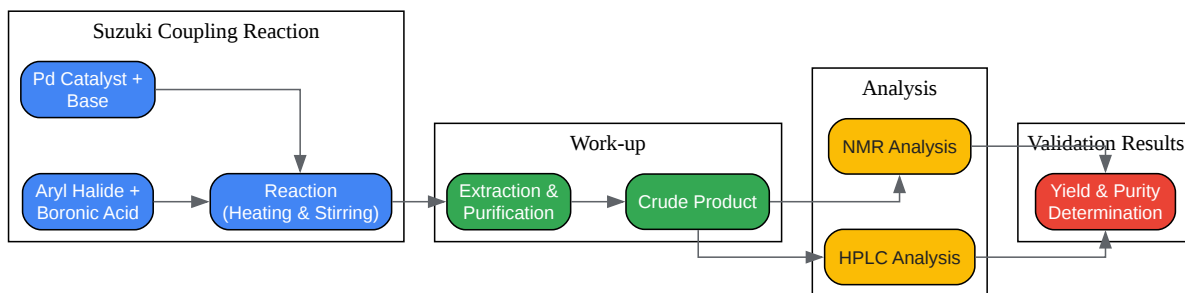 Suzuki Coupling Reaction
Pd Catalyst +
Base
Aryl Halide +
Boronic Acid
Reaction
(Heating & Stirring)
Work-up
Extraction &
Purification
Crude Product
Analysis
NMR Analysis
HPLC Analysis
Validation Results
Yield & Purity
Determination